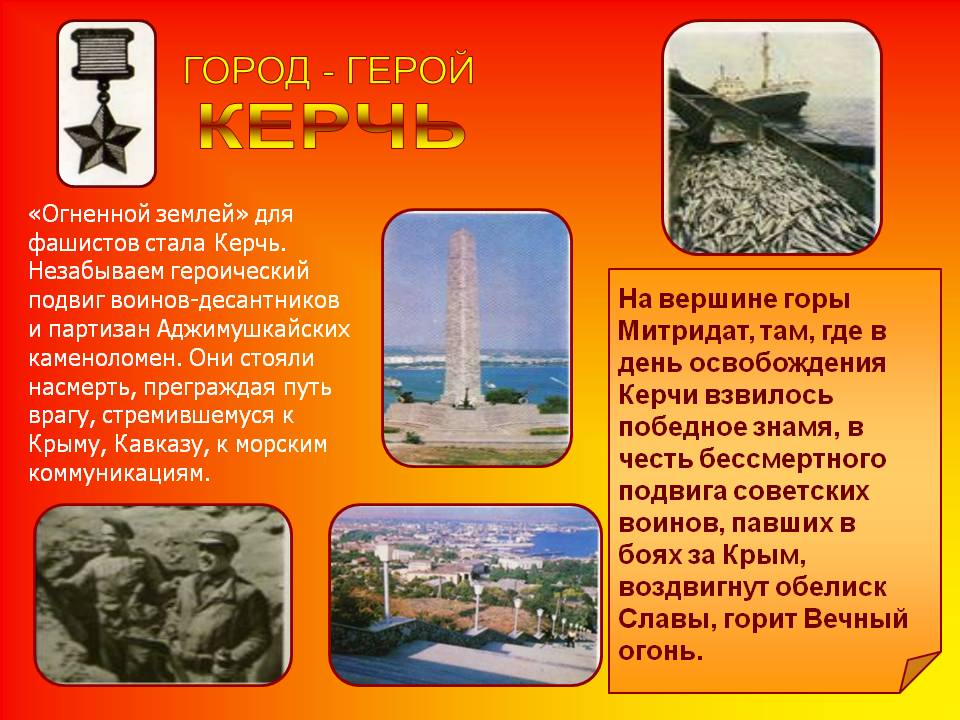 ГОРОД - ГЕРОЙ
КЕРЧЬ
«Огненной землей» для
фашистов стала Керчь.
Незабываем героический
подвиг воинов-десантников
и партизан Аджимушкайских
каменоломен. Они стояли
насмерть, преграждая путь
врагу, стремившемуся к
Крыму, Кавказу, к морским
коммуникациям.
На вершине горы
Митридат, там, где в
день освобождения
Керчи взвилось
победное знамя, в
честь бессмертного
подвига советских
воинов, павших в
боях за Крым,
воздвигнут обелиск
Славы, горит Вечный
огонь.